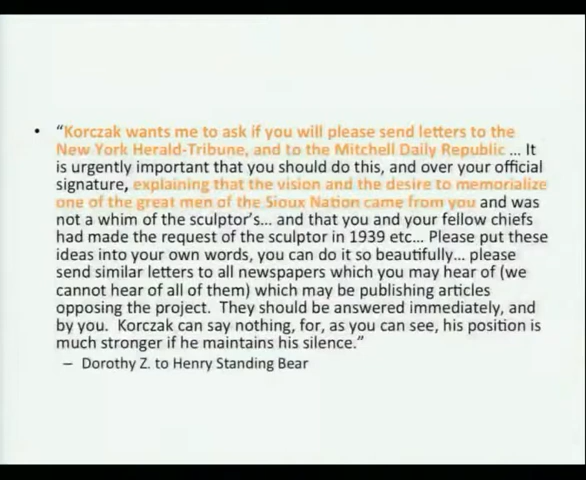 • “Korczak wants me to ask if you will please send letters to the
New York Herald-Tribune, and to the Mitchell Daily Republic ... It
is urgently important that you should do this, and over your official
signature, explaining that the vision and the desire to memorialize
one of the great men of the Sioux Nation came from you and was
not a whim of the sculptor’s... and that you and your fellow chiefs
had made the request of the sculptor in 1939 etc... Please put these
ideas into your own words, you can do it so beautifully... please
send similar letters to all newspapers which you may hear of (we
cannot hear of all of them) which may be publishing articles
opposing the project.  They should be answered immediately, and
by you.  Korczak can say nothing, for, as you can see, his position is
much stronger if he maintains his silence.”
– Dorothy Z. to Henry Standing Bear